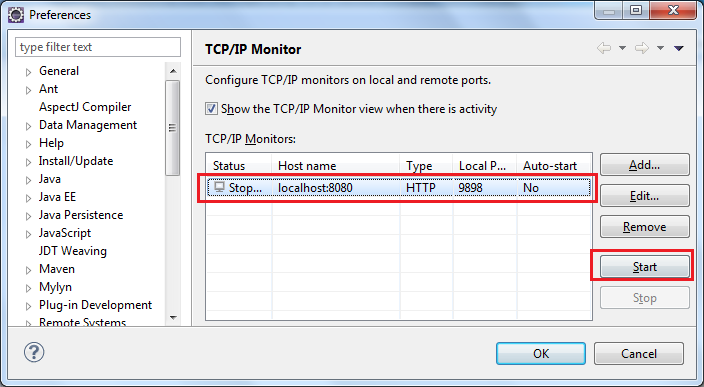 Preferences
type filter text
General
Ant
AspectJ Compiler
Data Management
Help
Install/Update
Java
Java EE
Java Persistence
JavaScript
JDT Weaving
Maven
Mylyn
Plug-in Development
Remote Systems
TCP/IP Monitor
Configure TCP/IP monitors on local and remote ports.
Show the TCP/IP Monitor view when there is activity
TCP/IP Monitors:
Status Host name Type Local P... Auto-start
Stop... localhost:8080 HTTP 9898 No
Add...
Edit...
Remove
Start
Stop
? OK Cancel